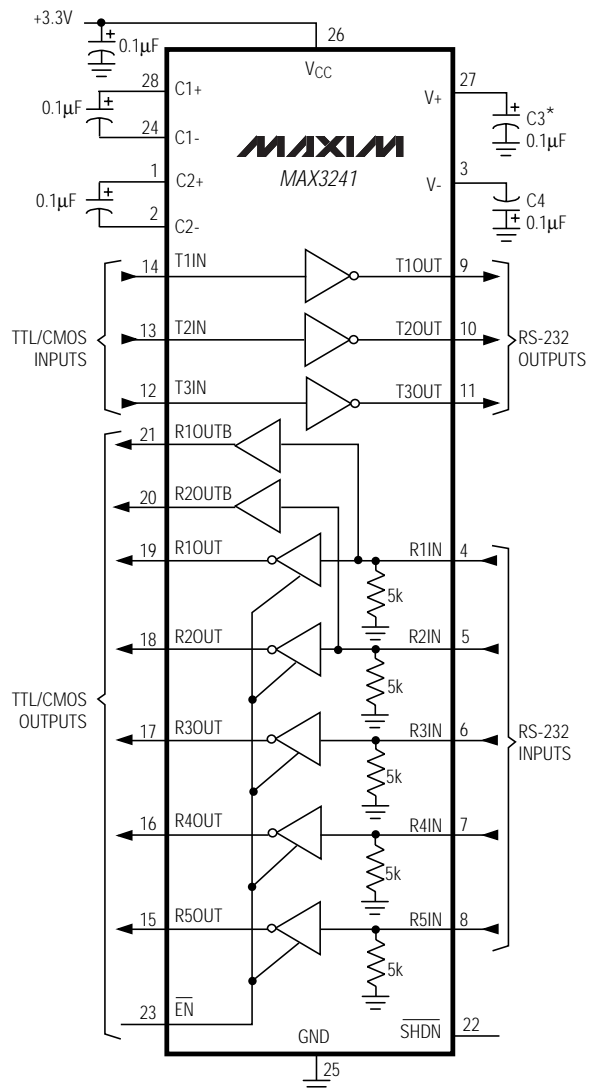 +3.3V
26
0.1µF
VCC
28
C1+
27
V+
0.1µF
C3*
0.1µF
24
C1-
MAXIM
MAX3241
1
C2+
3
V-
0.1µF
C4
0.1µF
2
C2-
14
T1IN
T1OUT
9
TTL/CMOS
INPUTS
13
T2IN
T2OUT
10
RS-232
OUTPUTS
12
T3IN
T3OUT
11
21
R1OUTB
20
R2OUTB
19
R1OUT
R1IN
4
5k
18
R2OUT
R2IN
5
5k
TTL/CMOS
OUTPUTS
17
R3OUT
R3IN
6
RS-232
INPUTS
5k
16
R4OUT
R4IN
7
5k
15
R5OUT
R5IN
8
5k
23
EN
GND
SHDN
22
25